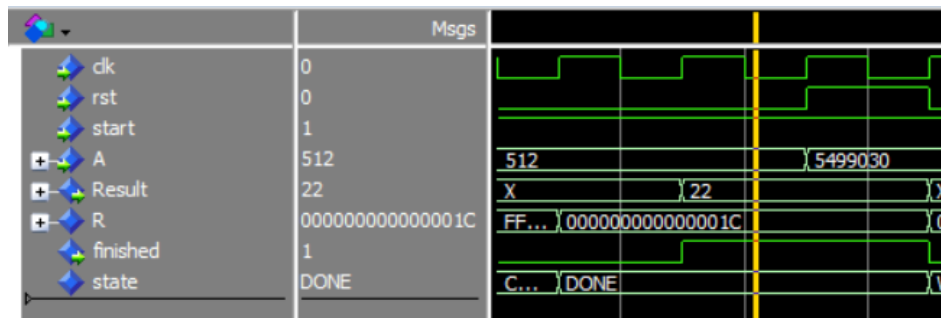 Msgs
clk 0
rst 0
start 1
A 512 512 5499030
Result 22 X 22 X
R 000000000000001C FF... 000000000000001C
finished 1
state DONE C... DONE